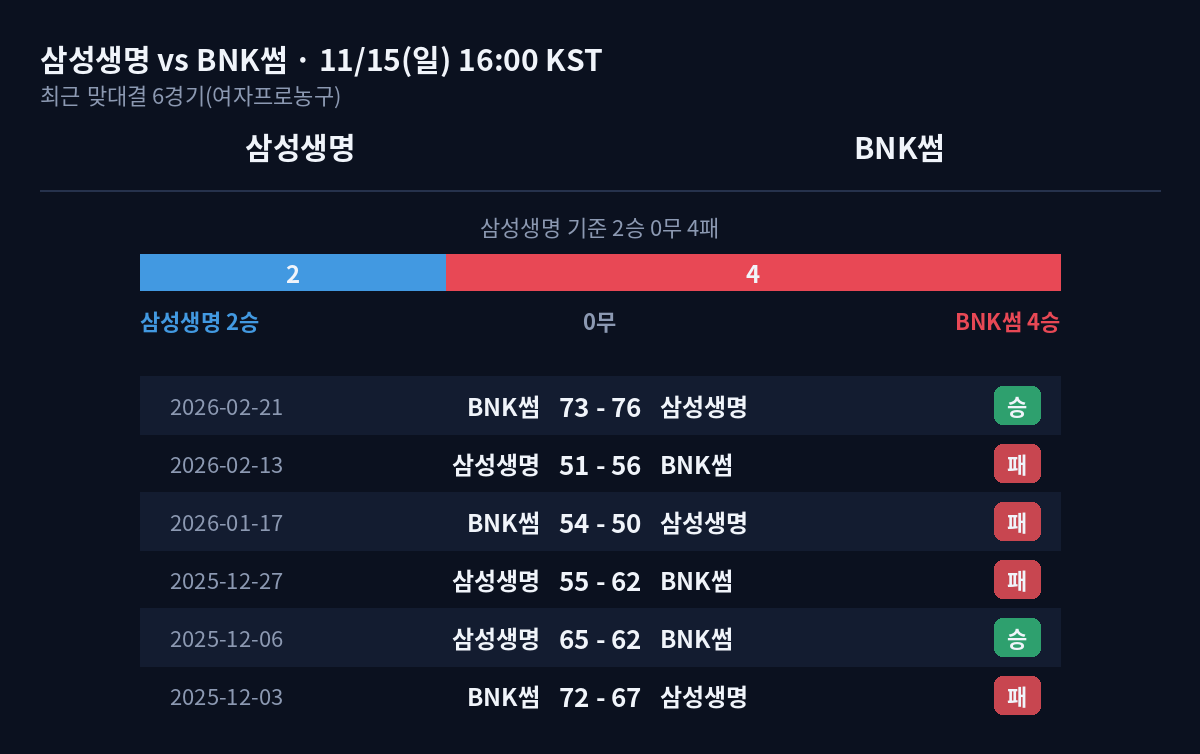 삼성생명 vs BNK썸 · 11/15(일) 16:00 KST
최근 맞대결 6경기(여자프로농구)
삼성생명 BNK썸
삼성생명 기준 2승 0무 4패
2 4
삼성생명 2승 0무 BNK썸 4승
2026-02-21 BNK썸 73 - 76 삼성생명 승
2026-02-13 삼성생명 51 - 56 BNK썸 패
2026-01-17 BNK썸 54 - 50 삼성생명 패
2025-12-27 삼성생명 55 - 62 BNK썸 패
2025-12-06 삼성생명 65 - 62 BNK썸 승
2025-12-03 BNK썸 72 - 67 삼성생명 패